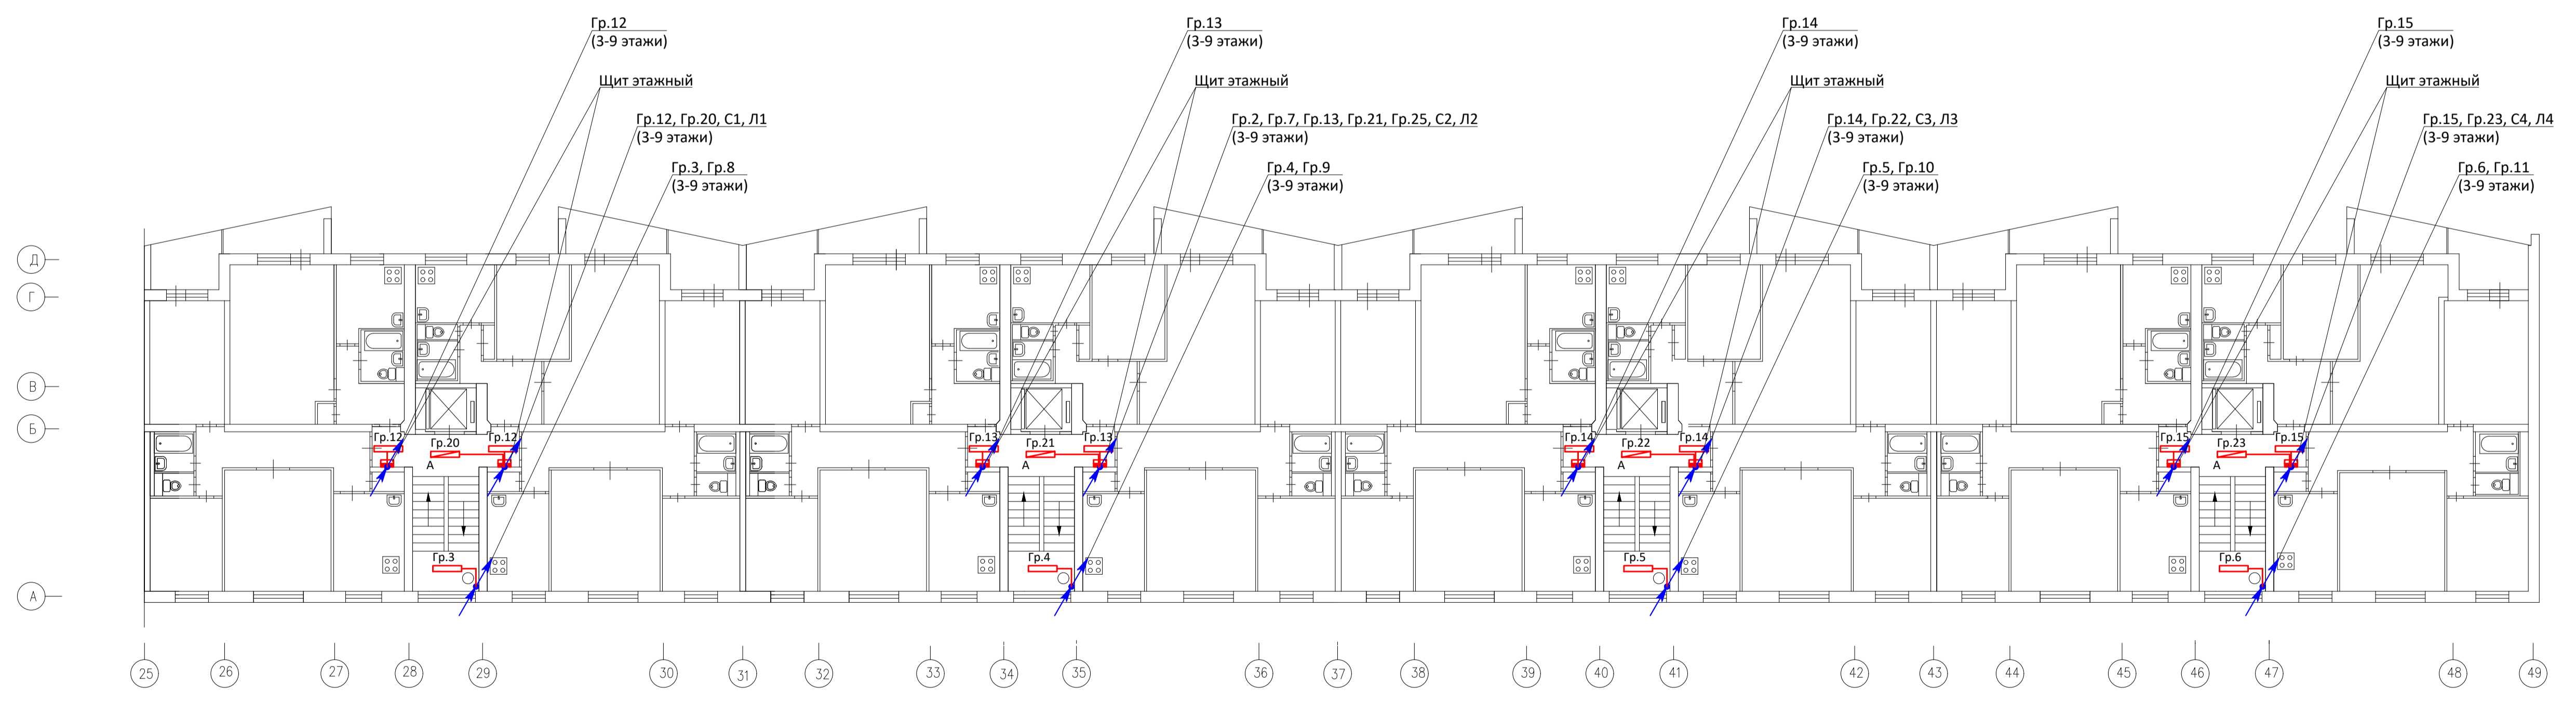 Гр.12
(3-9 этажи)
Гр.13
(3-9 этажи)
Гр.14
(3-9 этажи)
Гр.15
(3-9 этажи)
Щит этажный
Щит этажный
Щит этажный
Щит этажный
Гр.12, Гр.20, С1, Л1
(3-9 этажи)
Гр.2, Гр.7, Гр.13, Гр.21, Гр.25, С2, Л2
(3-9 этажи)
Гр.14, Гр.22, С3, Л3
(3-9 этажи)
Гр.15, Гр.23, С4, Л4
(3-9 этажи)
Гр.3, Гр.8
(3-9 этажи)
Гр.4, Гр.9
(3-9 этажи)
Гр.5, Гр.10
(3-9 этажи)
Гр.6, Гр.11
(3-9 этажи)
Д
Г
В
Б
Гр.12
Гр.20
Гр.12
Гр.13
Гр.21
Гр.13
Гр.14
Гр.22
Гр.14
Гр.15
Гр.23
Гр.15
А
А
А
А
Гр.3
Гр.4
Гр.5
Гр.6
А
25
26
27
28
29
30
31
32
33
34
35
36
37
38
39
40
41
42
43
44
45
46
47
48
49